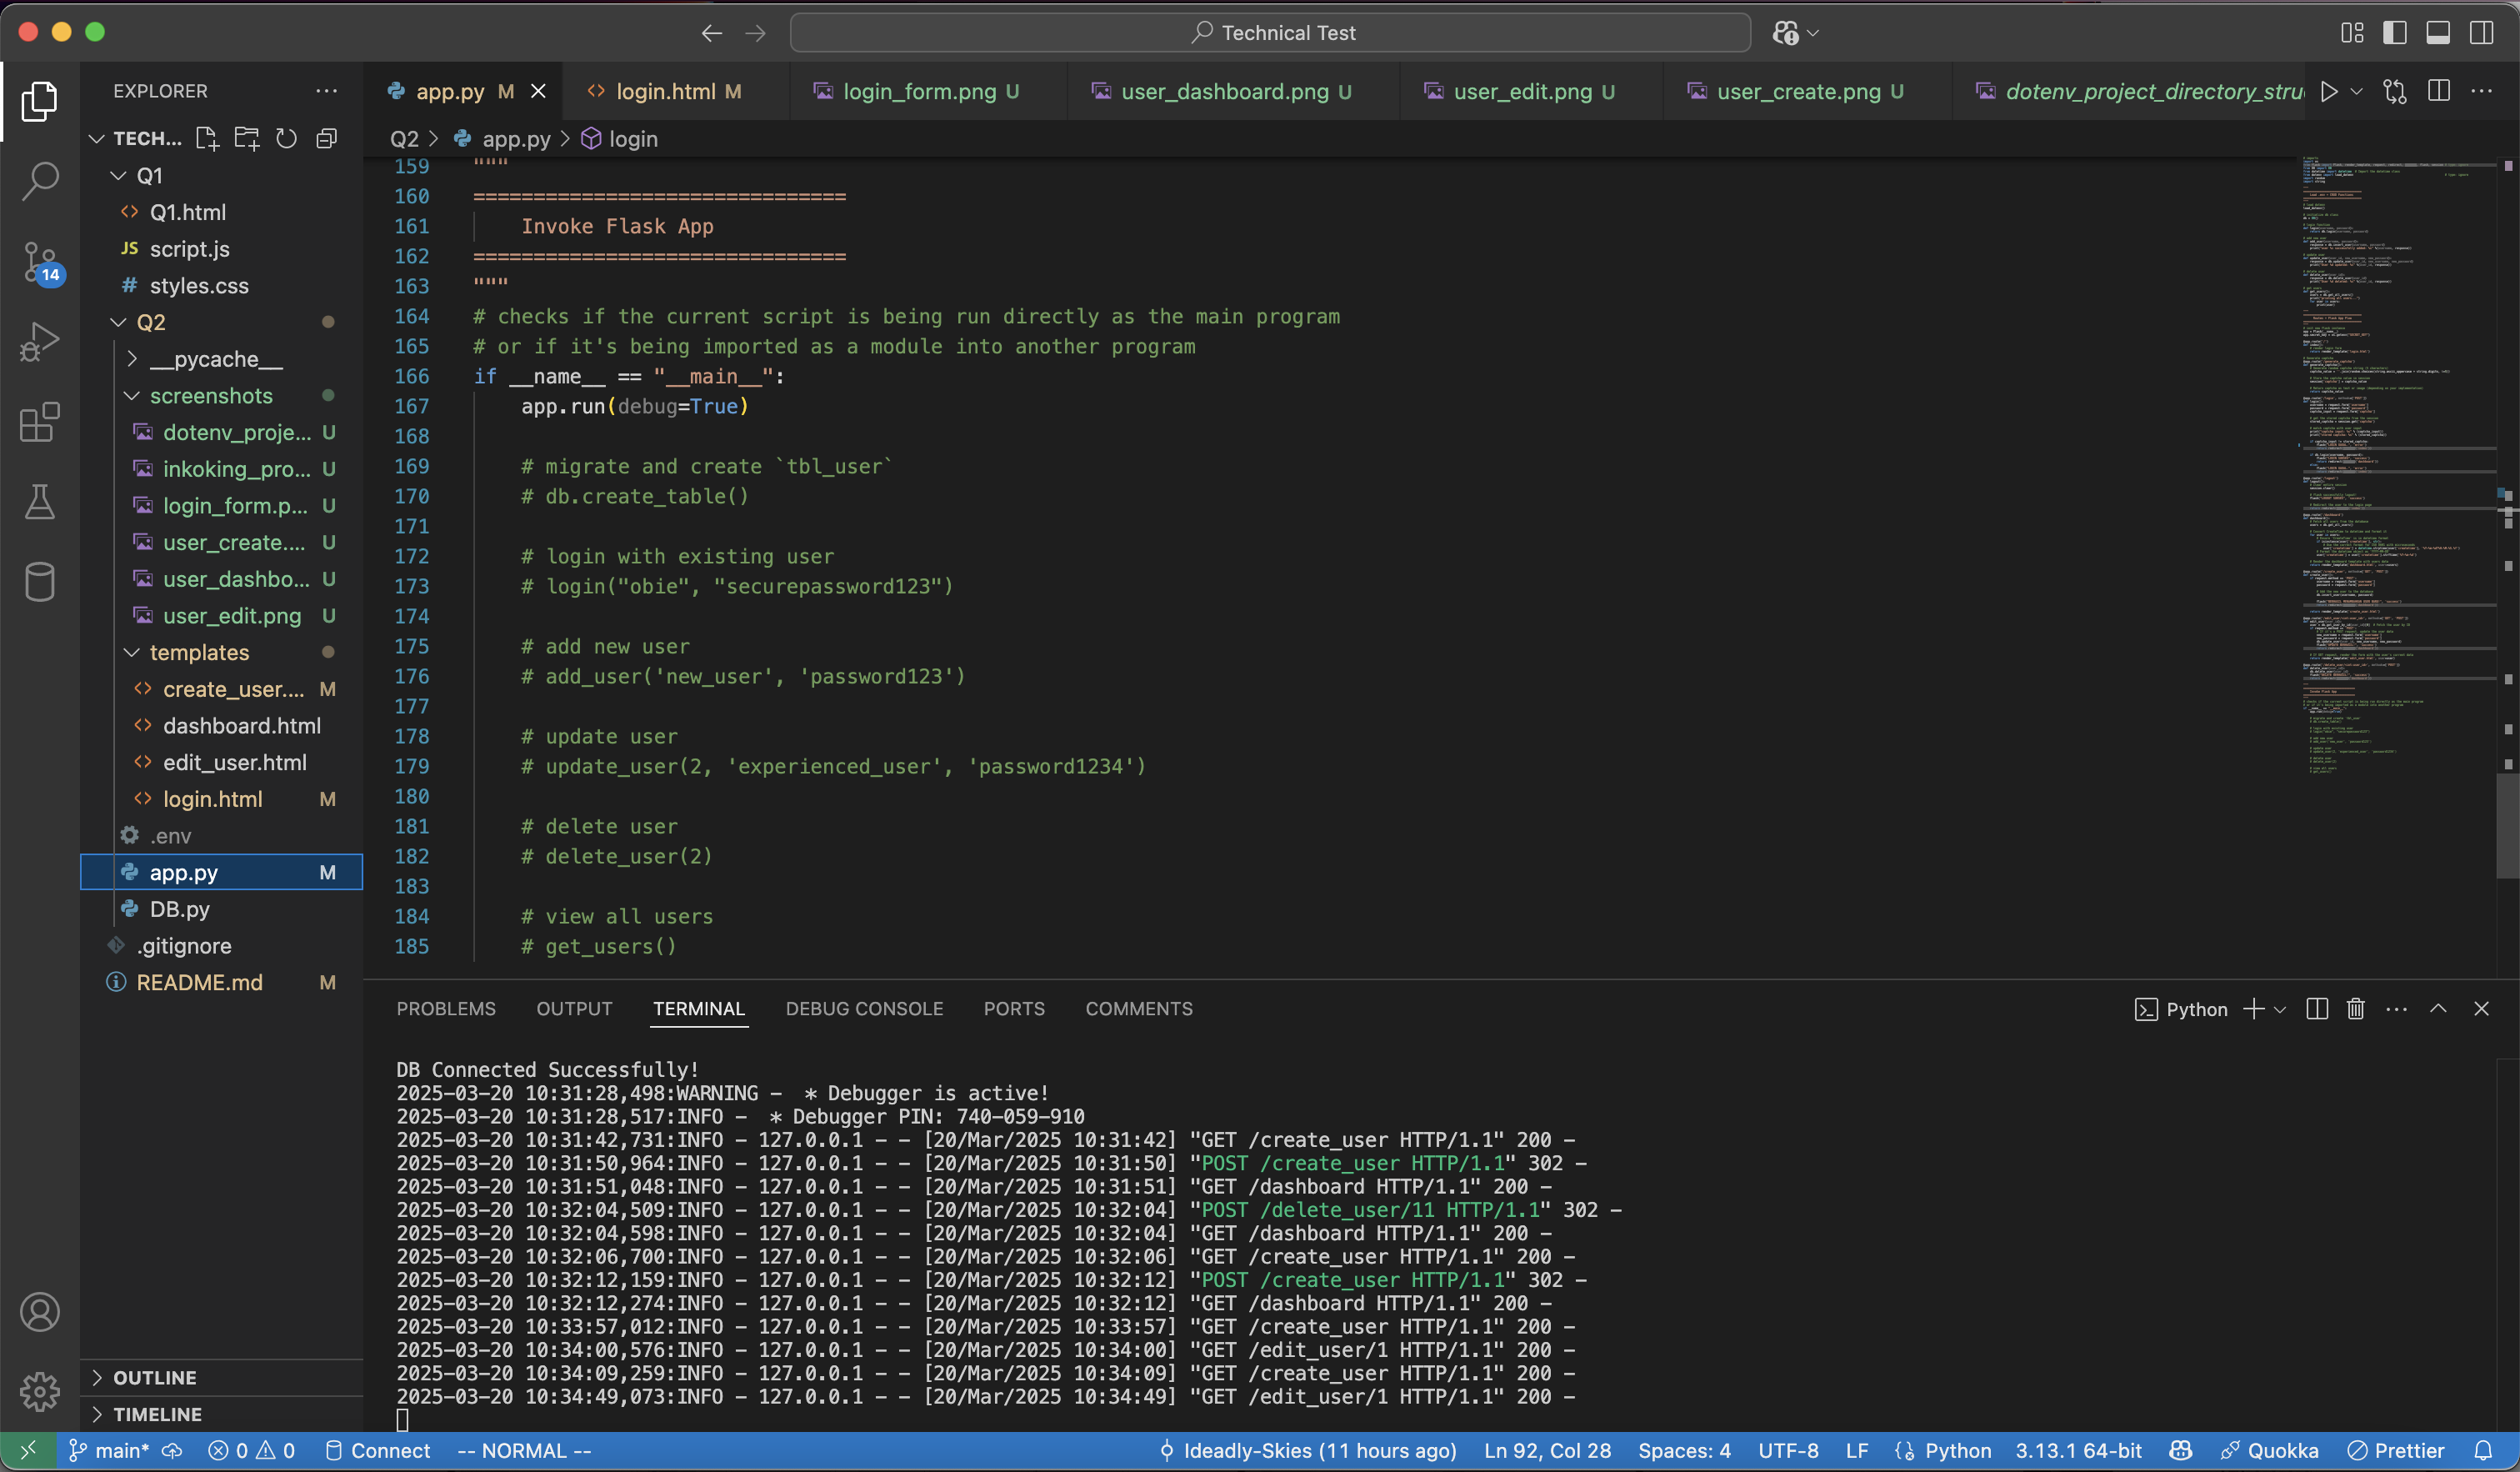 Technical Test
EXPLORER
app.py M
login.html M
login_form.png U
user_dashboard.png U
user_edit.png U
user_create.png U
dotenv_project_directory_stru
TECH...
Q2 > app.py > login
Q1
Q1.html
JS script.js
# styles.css
Q2
__pycache__
screenshots
dotenv_proje... U
inkoking_pro... U
login_form.p... U
user_create.... U
user_dashbo... U
user_edit.png U
templates
create_user.... M
dashboard.html
edit_user.html
login.html M
.env
app.py M
DB.py
.gitignore
README.md M
OUTLINE
TIMELINE
14
159 """
160 ===============================
161 Invoke Flask App
162 ===============================
163 """
164 # checks if the current script is being run directly as the main program
165 # or if it's being imported as a module into another program
166 if __name__ == "__main__":
167 app.run(debug=True)
168
169 # migrate and create `tbl_user`
170 # db.create_table()
171
172 # login with existing user
173 # login("obie", "securepassword123")
174
175 # add new user
176 # add_user('new_user', 'password123')
177
178 # update user
179 # update_user(2, 'experienced_user', 'password1234')
180
181 # delete user
182 # delete_user(2)
183
184 # view all users
185 # get_users()
PROBLEMS OUTPUT TERMINAL DEBUG CONSOLE PORTS COMMENTS
Python
DB Connected Successfully!
2025-03-20 10:31:28,498:WARNING -  * Debugger is active!
2025-03-20 10:31:28,517:INFO -  * Debugger PIN: 740-059-910
2025-03-20 10:31:42,731:INFO - 127.0.0.1 - - [20/Mar/2025 10:31:42] "GET /create_user HTTP/1.1" 200 -
2025-03-20 10:31:50,964:INFO - 127.0.0.1 - - [20/Mar/2025 10:31:50] "POST /create_user HTTP/1.1" 302 -
2025-03-20 10:31:51,048:INFO - 127.0.0.1 - - [20/Mar/2025 10:31:51] "GET /dashboard HTTP/1.1" 200 -
2025-03-20 10:32:04,509:INFO - 127.0.0.1 - - [20/Mar/2025 10:32:04] "POST /delete_user/11 HTTP/1.1" 302 -
2025-03-20 10:32:04,598:INFO - 127.0.0.1 - - [20/Mar/2025 10:32:04] "GET /dashboard HTTP/1.1" 200 -
2025-03-20 10:32:06,700:INFO - 127.0.0.1 - - [20/Mar/2025 10:32:06] "GET /create_user HTTP/1.1" 200 -
2025-03-20 10:32:12,159:INFO - 127.0.0.1 - - [20/Mar/2025 10:32:12] "POST /create_user HTTP/1.1" 302 -
2025-03-20 10:32:12,274:INFO - 127.0.0.1 - - [20/Mar/2025 10:32:12] "GET /dashboard HTTP/1.1" 200 -
2025-03-20 10:33:57,012:INFO - 127.0.0.1 - - [20/Mar/2025 10:33:57] "GET /create_user HTTP/1.1" 200 -
2025-03-20 10:34:00,576:INFO - 127.0.0.1 - - [20/Mar/2025 10:34:00] "GET /edit_user/1 HTTP/1.1" 200 -
2025-03-20 10:34:09,259:INFO - 127.0.0.1 - - [20/Mar/2025 10:34:09] "GET /create_user HTTP/1.1" 200 -
2025-03-20 10:34:49,073:INFO - 127.0.0.1 - - [20/Mar/2025 10:34:49] "GET /edit_user/1 HTTP/1.1" 200 -
main* 0 0 Connect -- NORMAL -- Ideadly-Skies (11 hours ago) Ln 92, Col 28 Spaces: 4 UTF-8 LF Python 3.13.1 64-bit Quokka Prettier